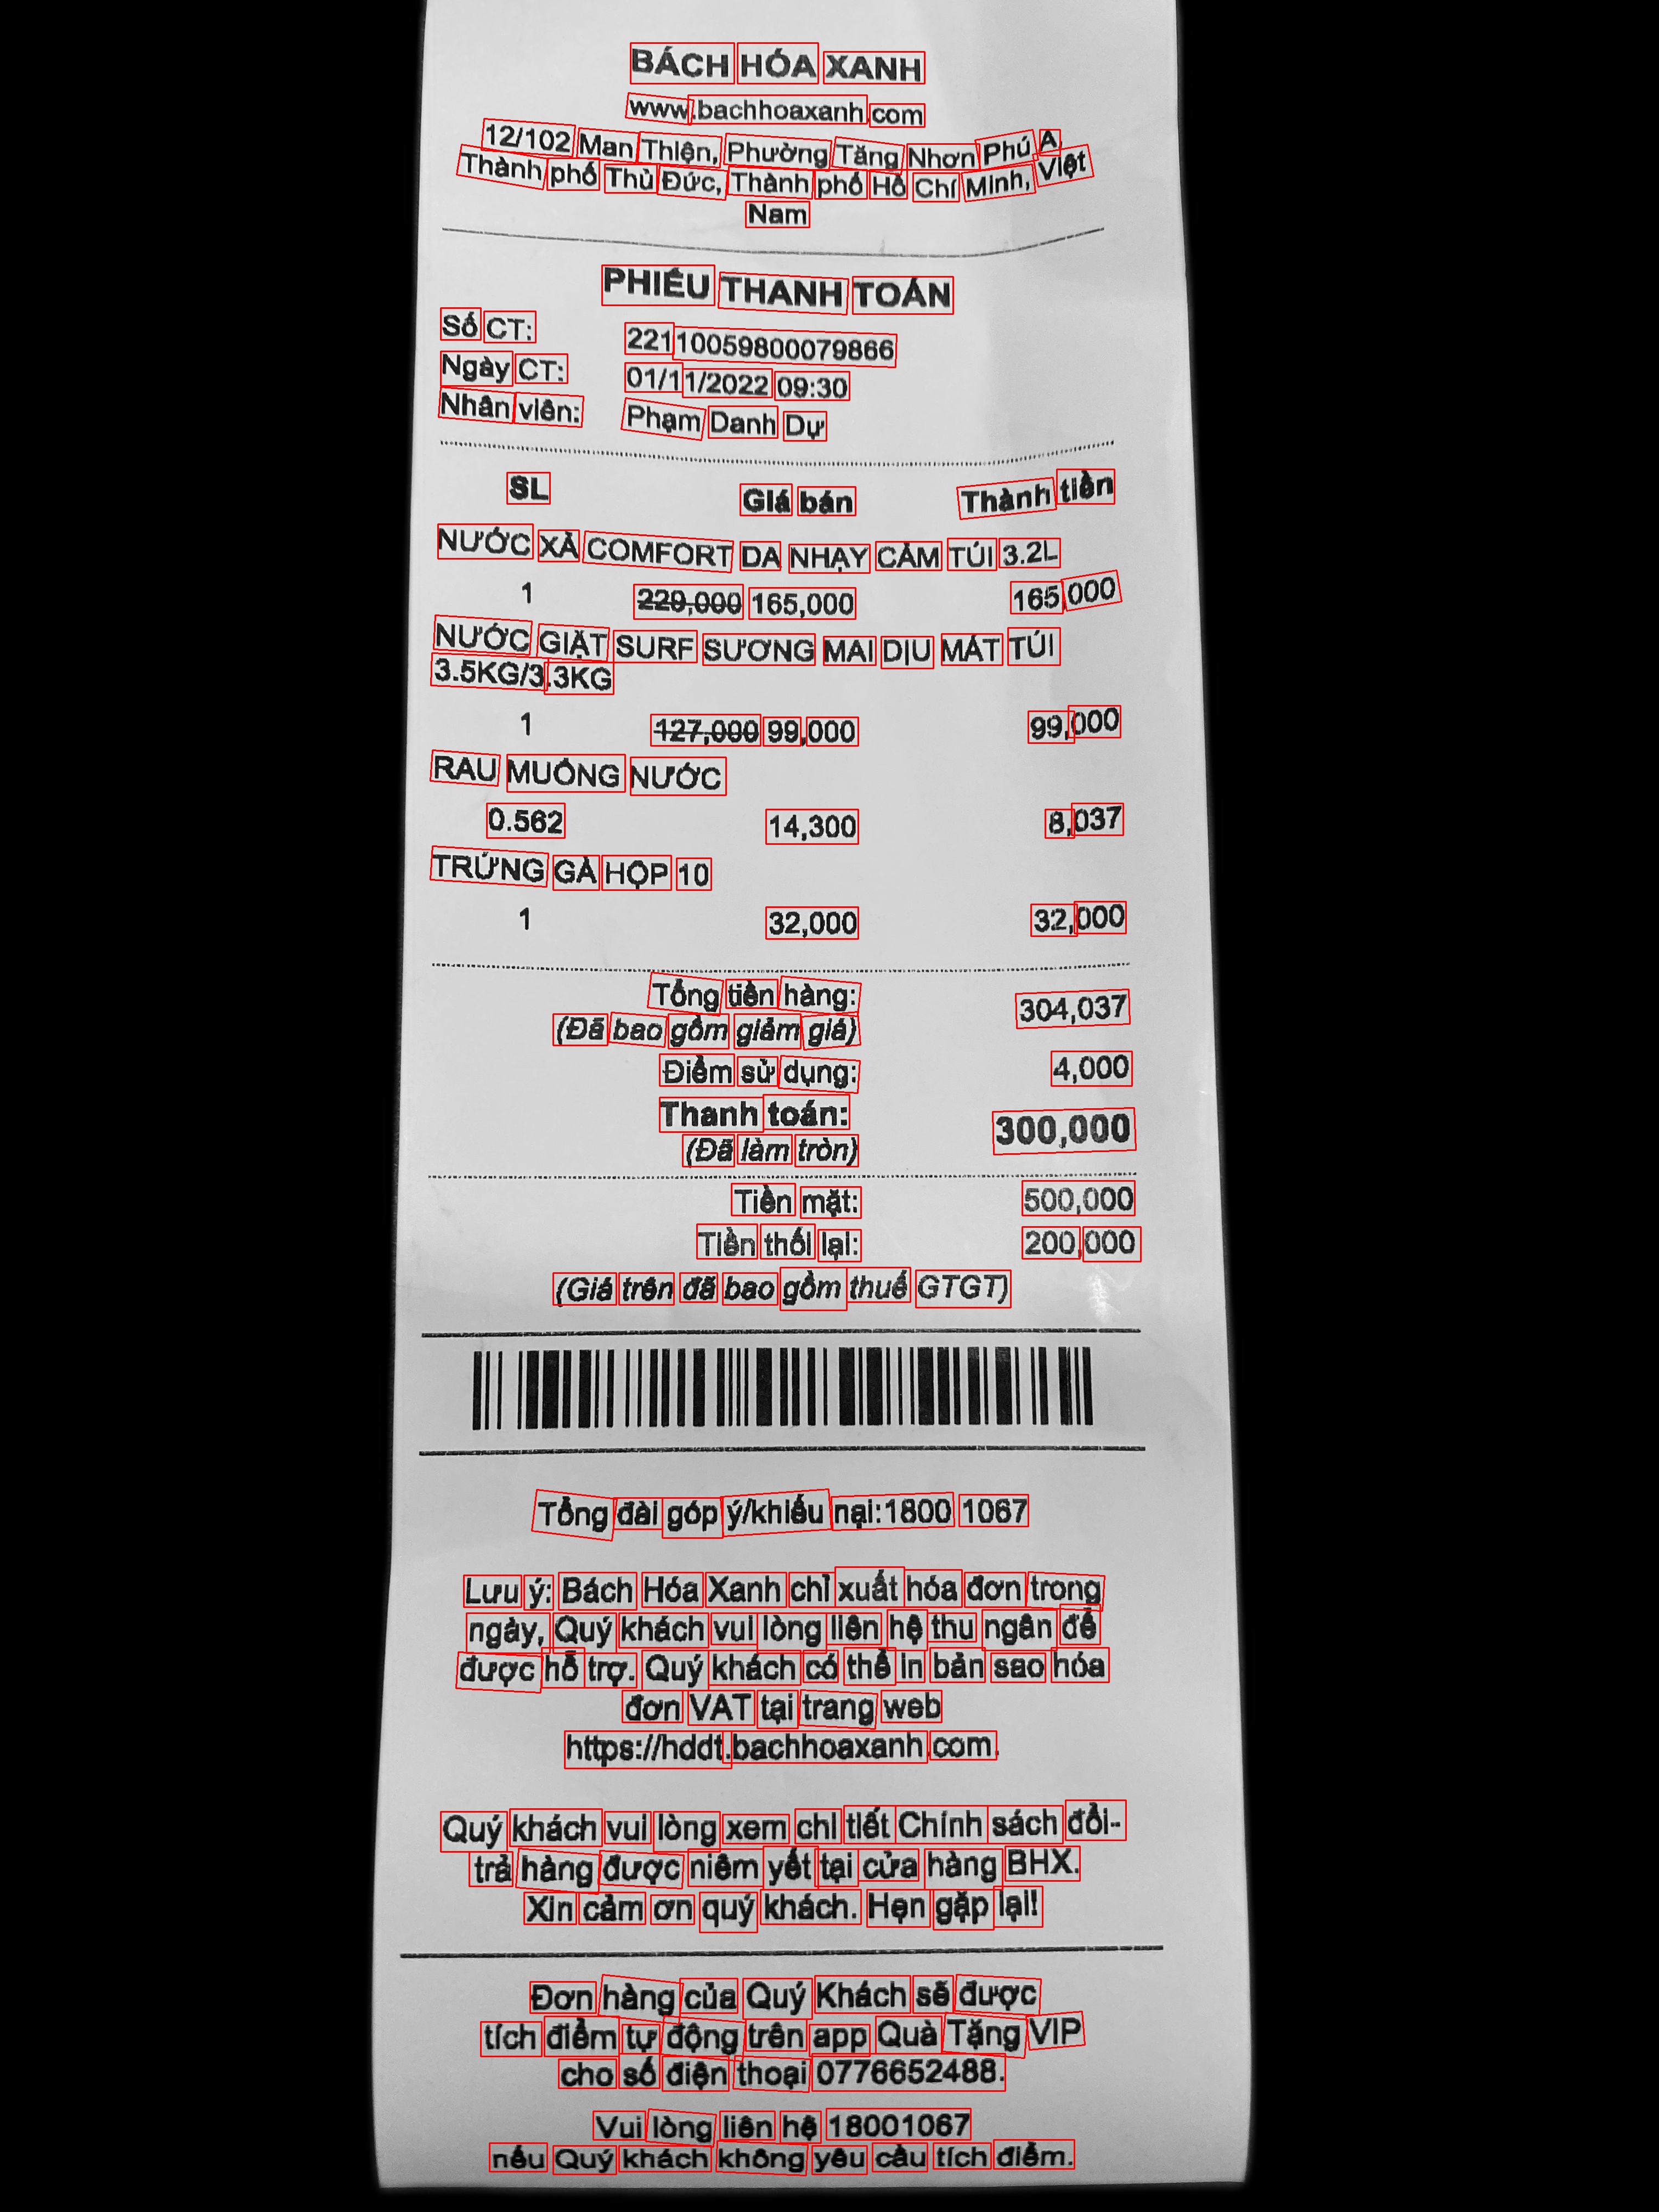 BÁCH HÓA XANH
www.bachhoaxanh.com
12/102 Man Thiện, Phường Tăng Nhơn Phú A,
Thành phố Thủ Đức, Thành phố Hồ Chí Minh, Việt
Nam
PHIẾU THANH TOÁN
Số CT: 22110059800079866
Ngày CT: 01/11/2022 09:30
Nhân viên: Phạm Danh Dự
SL Giá bán Thành tiền
NƯỚC XẢ COMFORT DA NHẠY CẢM TÚI 3.2L
1 229,000 165,000 165,000
NƯỚC GIẶT SURF SƯƠNG MAI DỊU MÁT TÚI
3.5KG/3.3KG
1 127,000 99,000 99,000
RAU MUỐNG NƯỚC
0.562 14,300 8,037
TRỨNG GÀ HỘP 10
1 32,000 32,000
Tổng tiền hàng: 304,037
(Đã bao gồm giảm giá)
Điểm sử dụng: 4,000
Thanh toán: 300,000
(Đã làm tròn)
Tiền mặt: 500,000
Tiền thối lại: 200,000
(Giá trên đã bao gồm thuế GTGT)
Tổng đài góp ý/khiếu nại:1800 1067
Lưu ý: Bách Hóa Xanh chỉ xuất hóa đơn trong
ngày, Quý khách vui lòng liên hệ thu ngân để
được hỗ trợ. Quý khách có thể in bản sao hóa
đơn VAT tại trang web
https://hddt.bachhoaxanh.com.
Quý khách vui lòng xem chi tiết Chính sách đổi-
trả hàng được niêm yết tại cửa hàng BHX.
Xin cảm ơn quý khách. Hẹn gặp lại!
Đơn hàng của Quý Khách sẽ được
tích điểm tự động trên app Quà Tặng VIP
cho số điện thoại 0776652488.
Vui lòng liên hệ 18001067
nếu Quý khách không yêu cầu tích điểm.